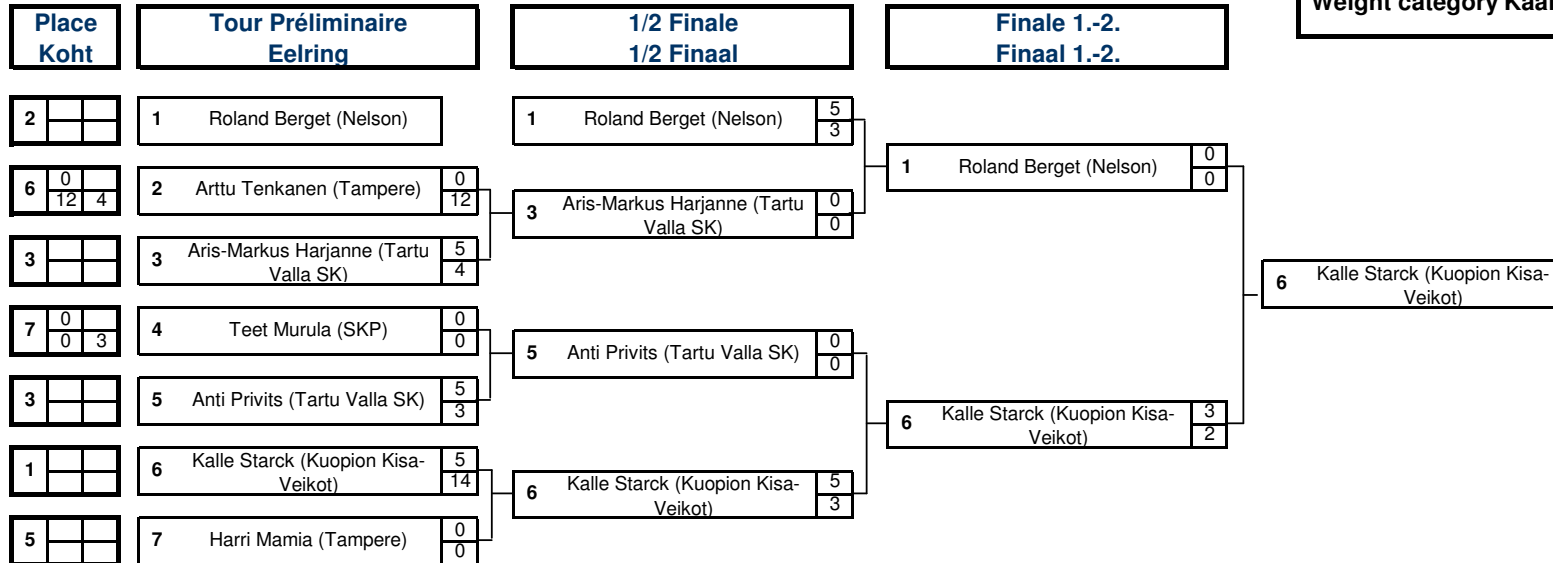 Weight category
Place
Koht
Tour Préliminaire
Eelring
1/2 Finale
1/2 Finaal
Finale 1.-2.
Finaal 1.-2.
2
1 Roland Berget (Nelson)
1 Roland Berget (Nelson) 5
3
1 Roland Berget (Nelson) 0
0
6 0
12 4
2 Arttu Tenkanen (Tampere) 0
12
3 Aris-Markus Harjanne (Tartu
Valla SK) 0
0
3
3 Aris-Markus Harjanne (Tartu
Valla SK) 5
4
6 Kalle Starck (Kuopion Kisa-
Veikot)
7 0
0 3
4 Teet Murula (SKP) 0
0
5 Anti Privits (Tartu Valla SK) 0
0
3
5 Anti Privits (Tartu Valla SK) 5
3
6 Kalle Starck (Kuopion Kisa-
Veikot) 3
2
1
6 Kalle Starck (Kuopion Kisa-
Veikot) 5
14
6 Kalle Starck (Kuopion Kisa-
Veikot) 5
3
5
7 Harri Mamia (Tampere) 0
0